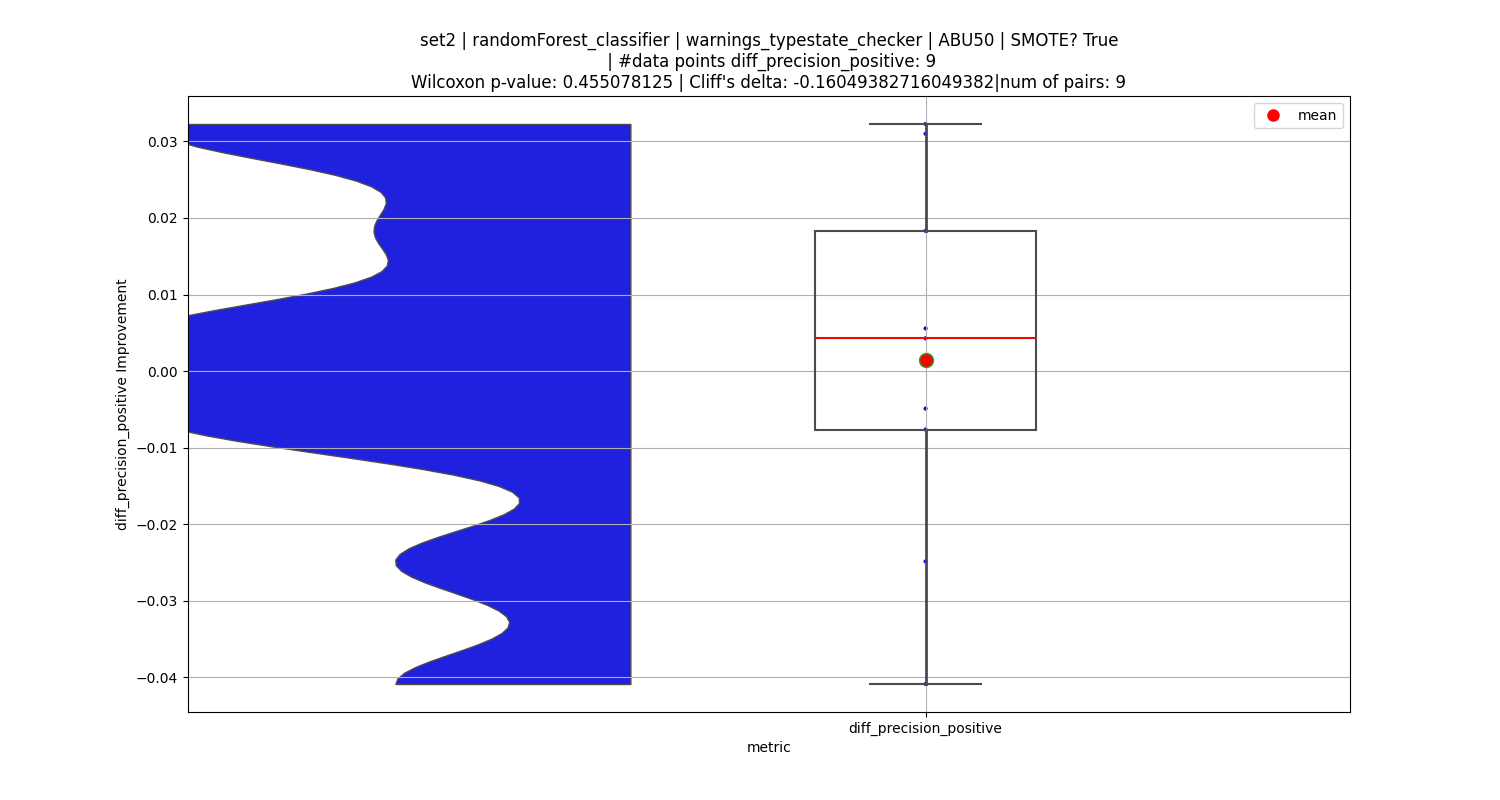 set2 | randomForest_classifier | warnings_typestate_checker | ABU50 | SMOTE? True
| #data points diff_precision_positive: 9
Wilcoxon p-value: 0.455078125 | Cliff's delta: -0.16049382716049382|num of pairs: 9
mean
0.03
0.02
0.01
0.00
−0.01
−0.02
−0.03
−0.04
diff_precision_positive Improvement
diff_precision_positive
metric